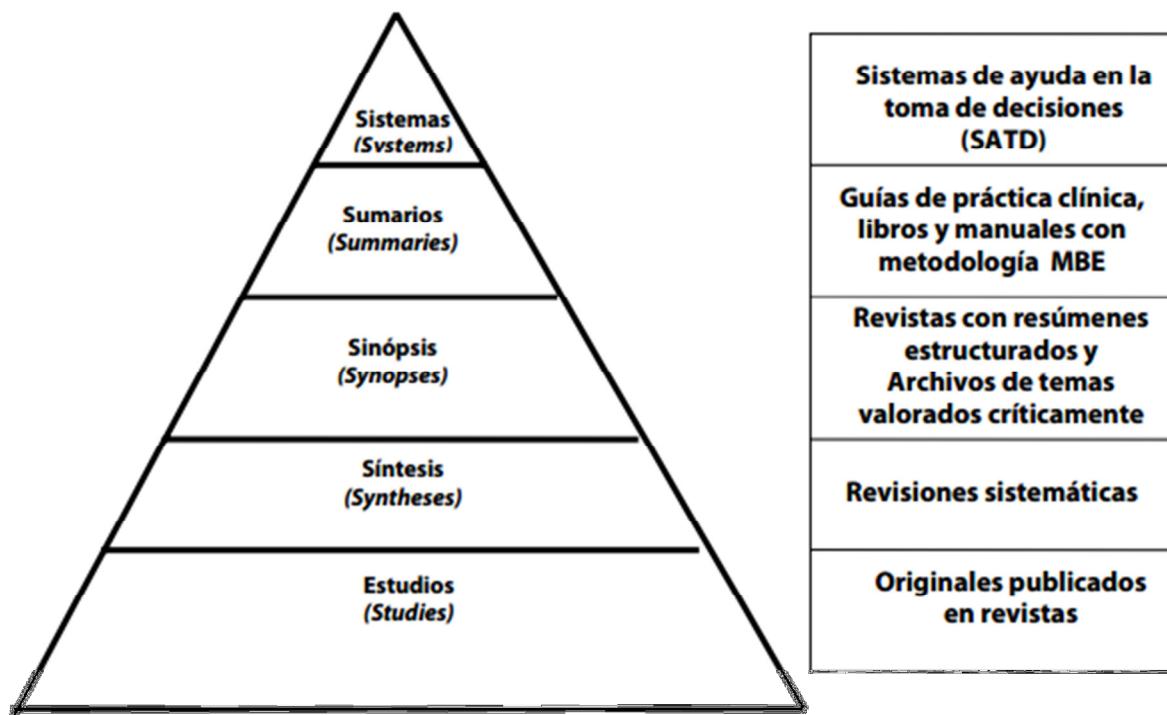 Sistemas
(Systems)
Sumarios
(Summaries)
Sinópsis
(Synopses)
Síntesis
(Syntheses)
Estudios
(Studies)
Sistemas de ayuda en la
toma de decisiones
(SATD)
Guías de práctica clínica,
libros y manuales con
metodología MBE
Revistas con resúmenes
estructurados y
Archivos de temas
valorados críticamente
Revisiones sistemáticas
Originales publicados
en revistas